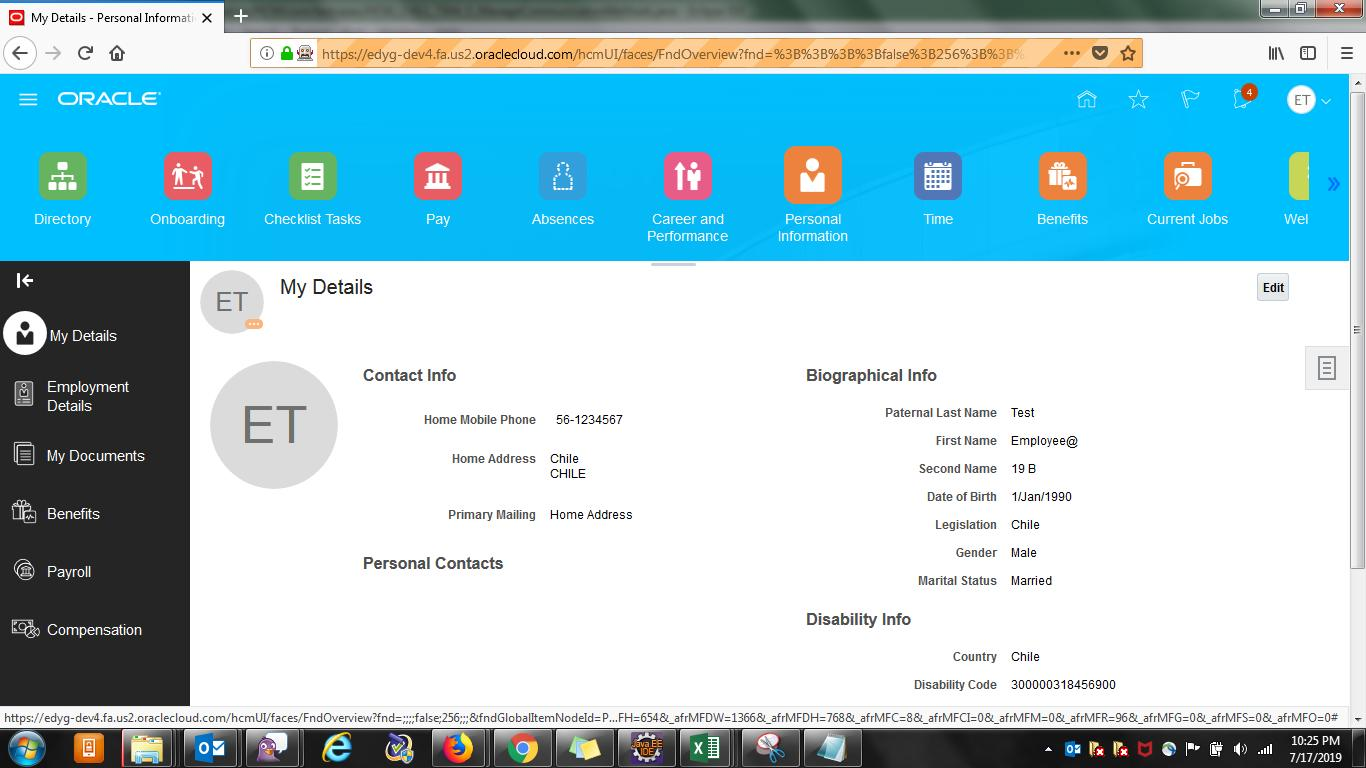 My Details - Personal Informati
https://edyg-dev4.fa.us2.oraclecloud.com/hcmUI/faces/FndOverview?fnd=%3B%3B%3B%3Bfalse%3B256%3B%3B%
ORACLE
4
ET
Directory
Onboarding
Checklist Tasks
Pay
Absences
Career and
Performance
Personal
Information
Time
Benefits
Current Jobs
Wel
My Details
Employment
Details
My Documents
Benefits
Payroll
Compensation
ET
My Details
Edit
ET
Contact Info
Home Mobile Phone 56-1234567
Home Address Chile
CHILE
Primary Mailing Home Address
Personal Contacts
Biographical Info
Paternal Last Name Test
First Name Employee@
Second Name 19 B
Date of Birth 1/Jan/1990
Legislation Chile
Gender Male
Marital Status Married
Disability Info
Country Chile
Disability Code 300000318456900
https://edyg-dev4.fa.us2.oraclecloud.com/hcmUI/faces/FndOverview?fnd=;;;;false;256;;;&fndGlobalItemNodeId=P...FH=654&_afrMFDW=1366&_afrMFDH=768&_afrMFC=8&_afrMFCI=0&_afrMFM=0&_afrMFR=96&_afrMFG=0&_afrMFS=0&_afrMFO=0#
Java EE
IDE
10:25 PM
7/17/2019